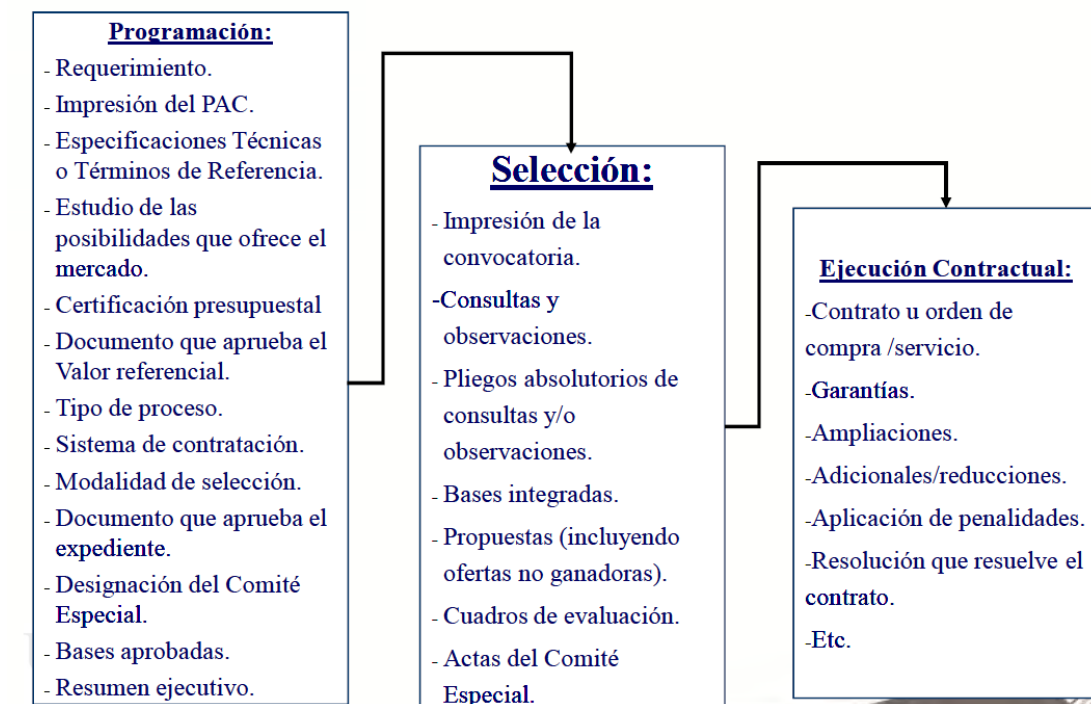 Programación:
- Requerimiento.
- Impresión del PAC.
- Especificaciones Técnicas
o Términos de Referencia.
- Estudio de las
posibilidades que ofrece el
mercado.
- Certificación presupuestal
- Documento que aprueba el
Valor referencial.
- Tipo de proceso.
- Sistema de contratación.
- Modalidad de selección.
- Documento que aprueba el
expediente.
- Designación del Comité
Especial.
- Bases aprobadas.
- Resumen ejecutivo.
Selección:
- Impresión de la
convocatoria.
-Consultas y
observaciones.
- Pliegos absolutorios de
consultas y/o
observaciones.
- Bases integradas.
- Propuestas (incluyendo
ofertas no ganadoras).
- Cuadros de evaluación.
- Actas del Comité
Especial.
Ejecución Contractual:
-Contrato u orden de
compra /servicio.
-Garantías.
-Ampliaciones.
-Adicionales/reducciones.
-Aplicación de penalidades.
-Resolución que resuelve el
contrato.
-Etc.